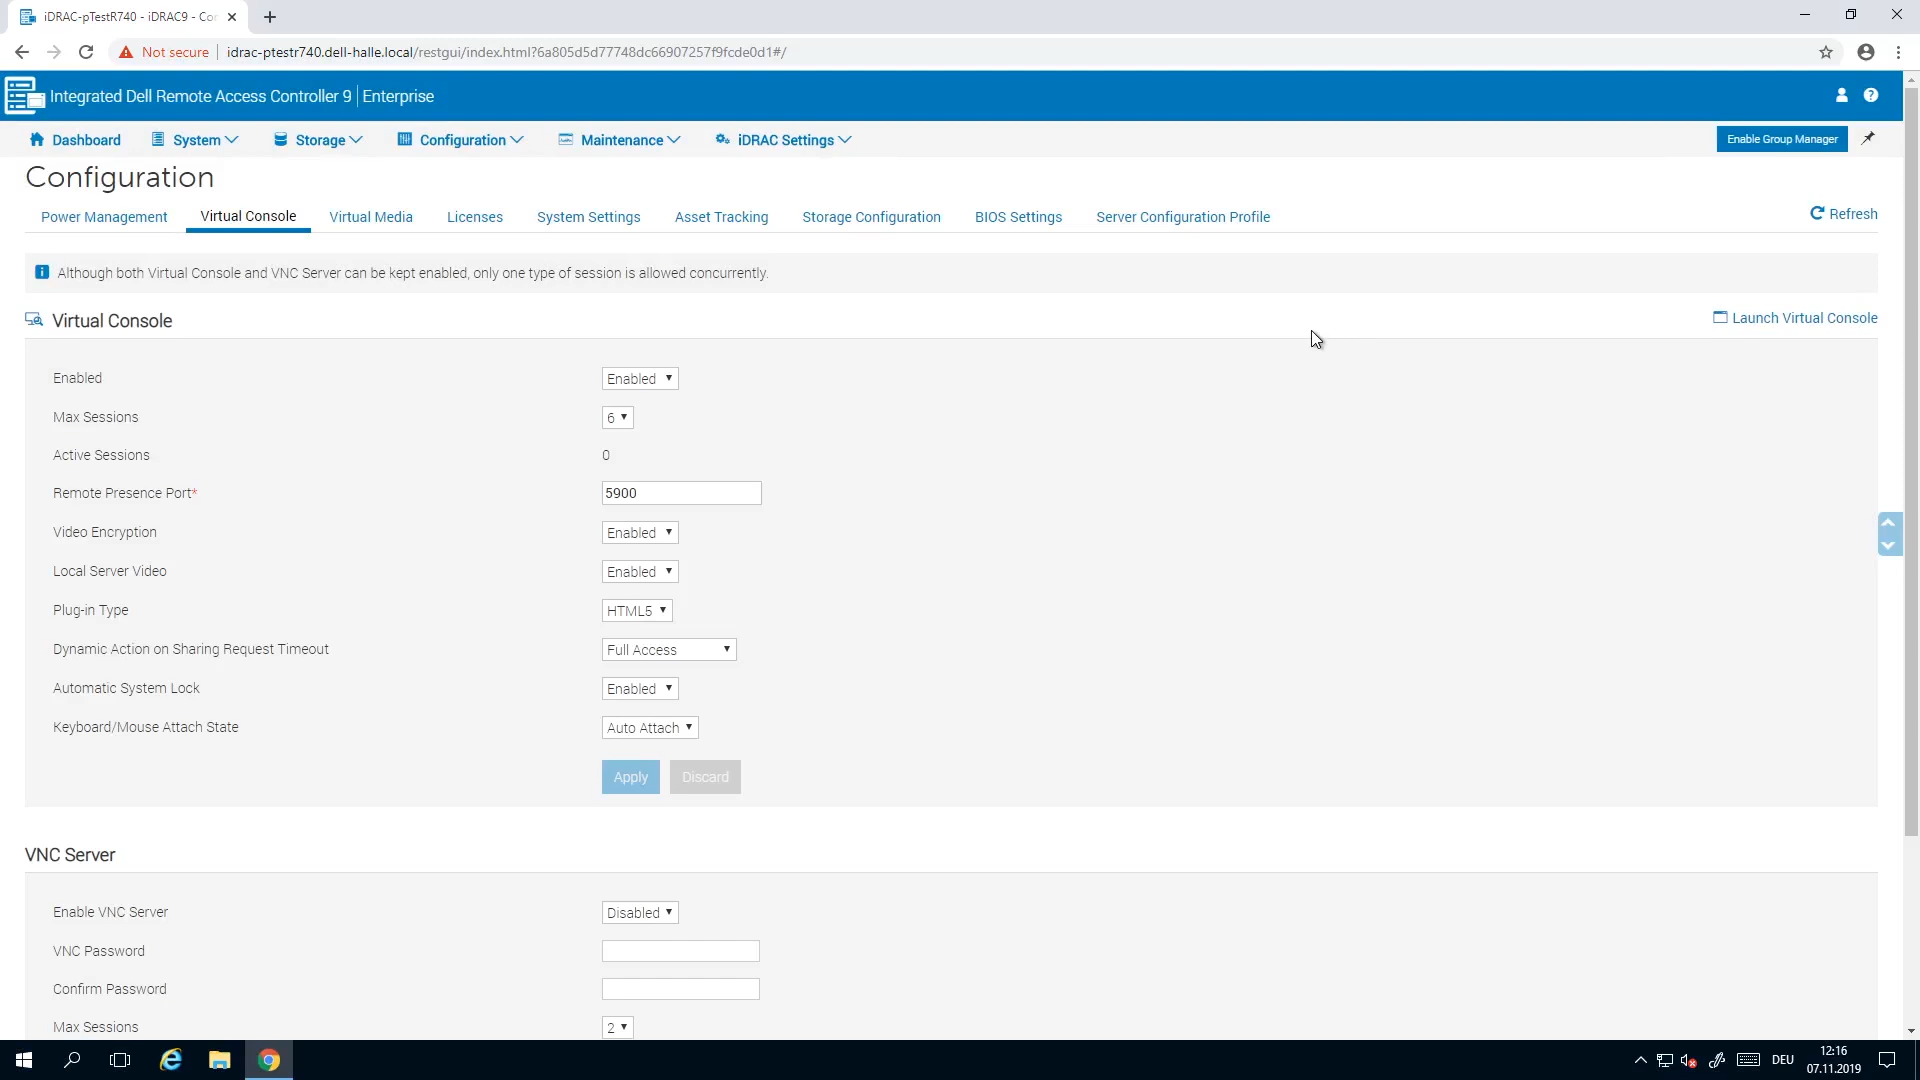 iDRAC-pTestR740 - iDRAC9 - Cor
Not secure
idrac-ptestr740.dell-halle.local/restgui/index.html?6a805d5d77748dc66907257f9fcde0d1#/
Integrated Dell Remote Access Controller 9 | Enterprise
Dashboard
System
Storage
Configuration
Maintenance
iDRAC Settings
Enable Group Manager
Configuration
Power Management
Virtual Console
Virtual Media
Licenses
System Settings
Asset Tracking
Storage Configuration
BIOS Settings
Server Configuration Profile
Refresh
Although both Virtual Console and VNC Server can be kept enabled, only one type of session is allowed concurrently.
Virtual Console
Launch Virtual Console
Enabled Enabled
Max Sessions 6
Active Sessions 0
Remote Presence Port* 5900
Video Encryption Enabled
Local Server Video Enabled
Plug-in Type HTML5
Dynamic Action on Sharing Request Timeout Full Access
Automatic System Lock Enabled
Keyboard/Mouse Attach State Auto Attach
Apply Discard
VNC Server
Enable VNC Server Disabled
VNC Password
Confirm Password
Max Sessions 2
DEU
12:16
07.11.2019